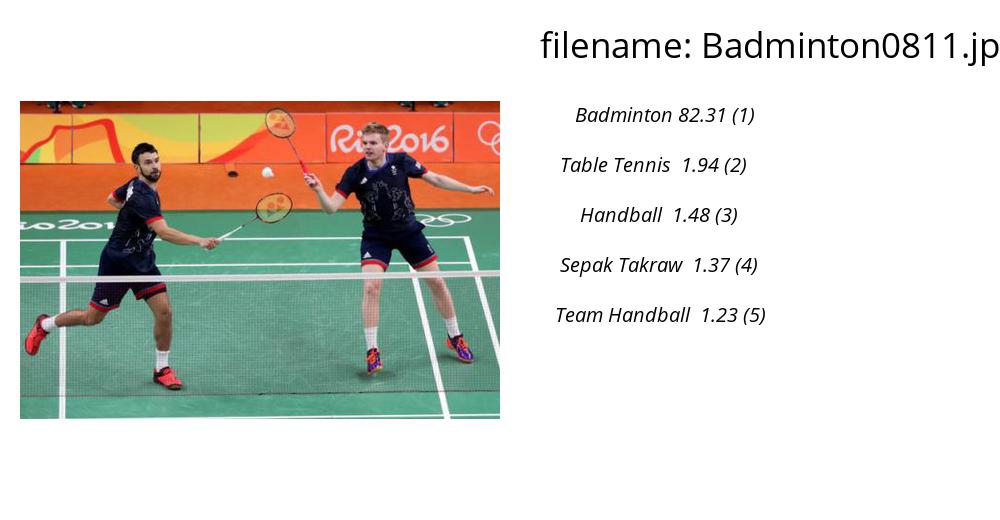 filename: Badminton0811.jp
Badminton 82.31 (1)
Table Tennis 1.94 (2)
Handball 1.48 (3)
Sepak Takraw 1.37 (4)
Team Handball 1.23 (5)
Rio2016